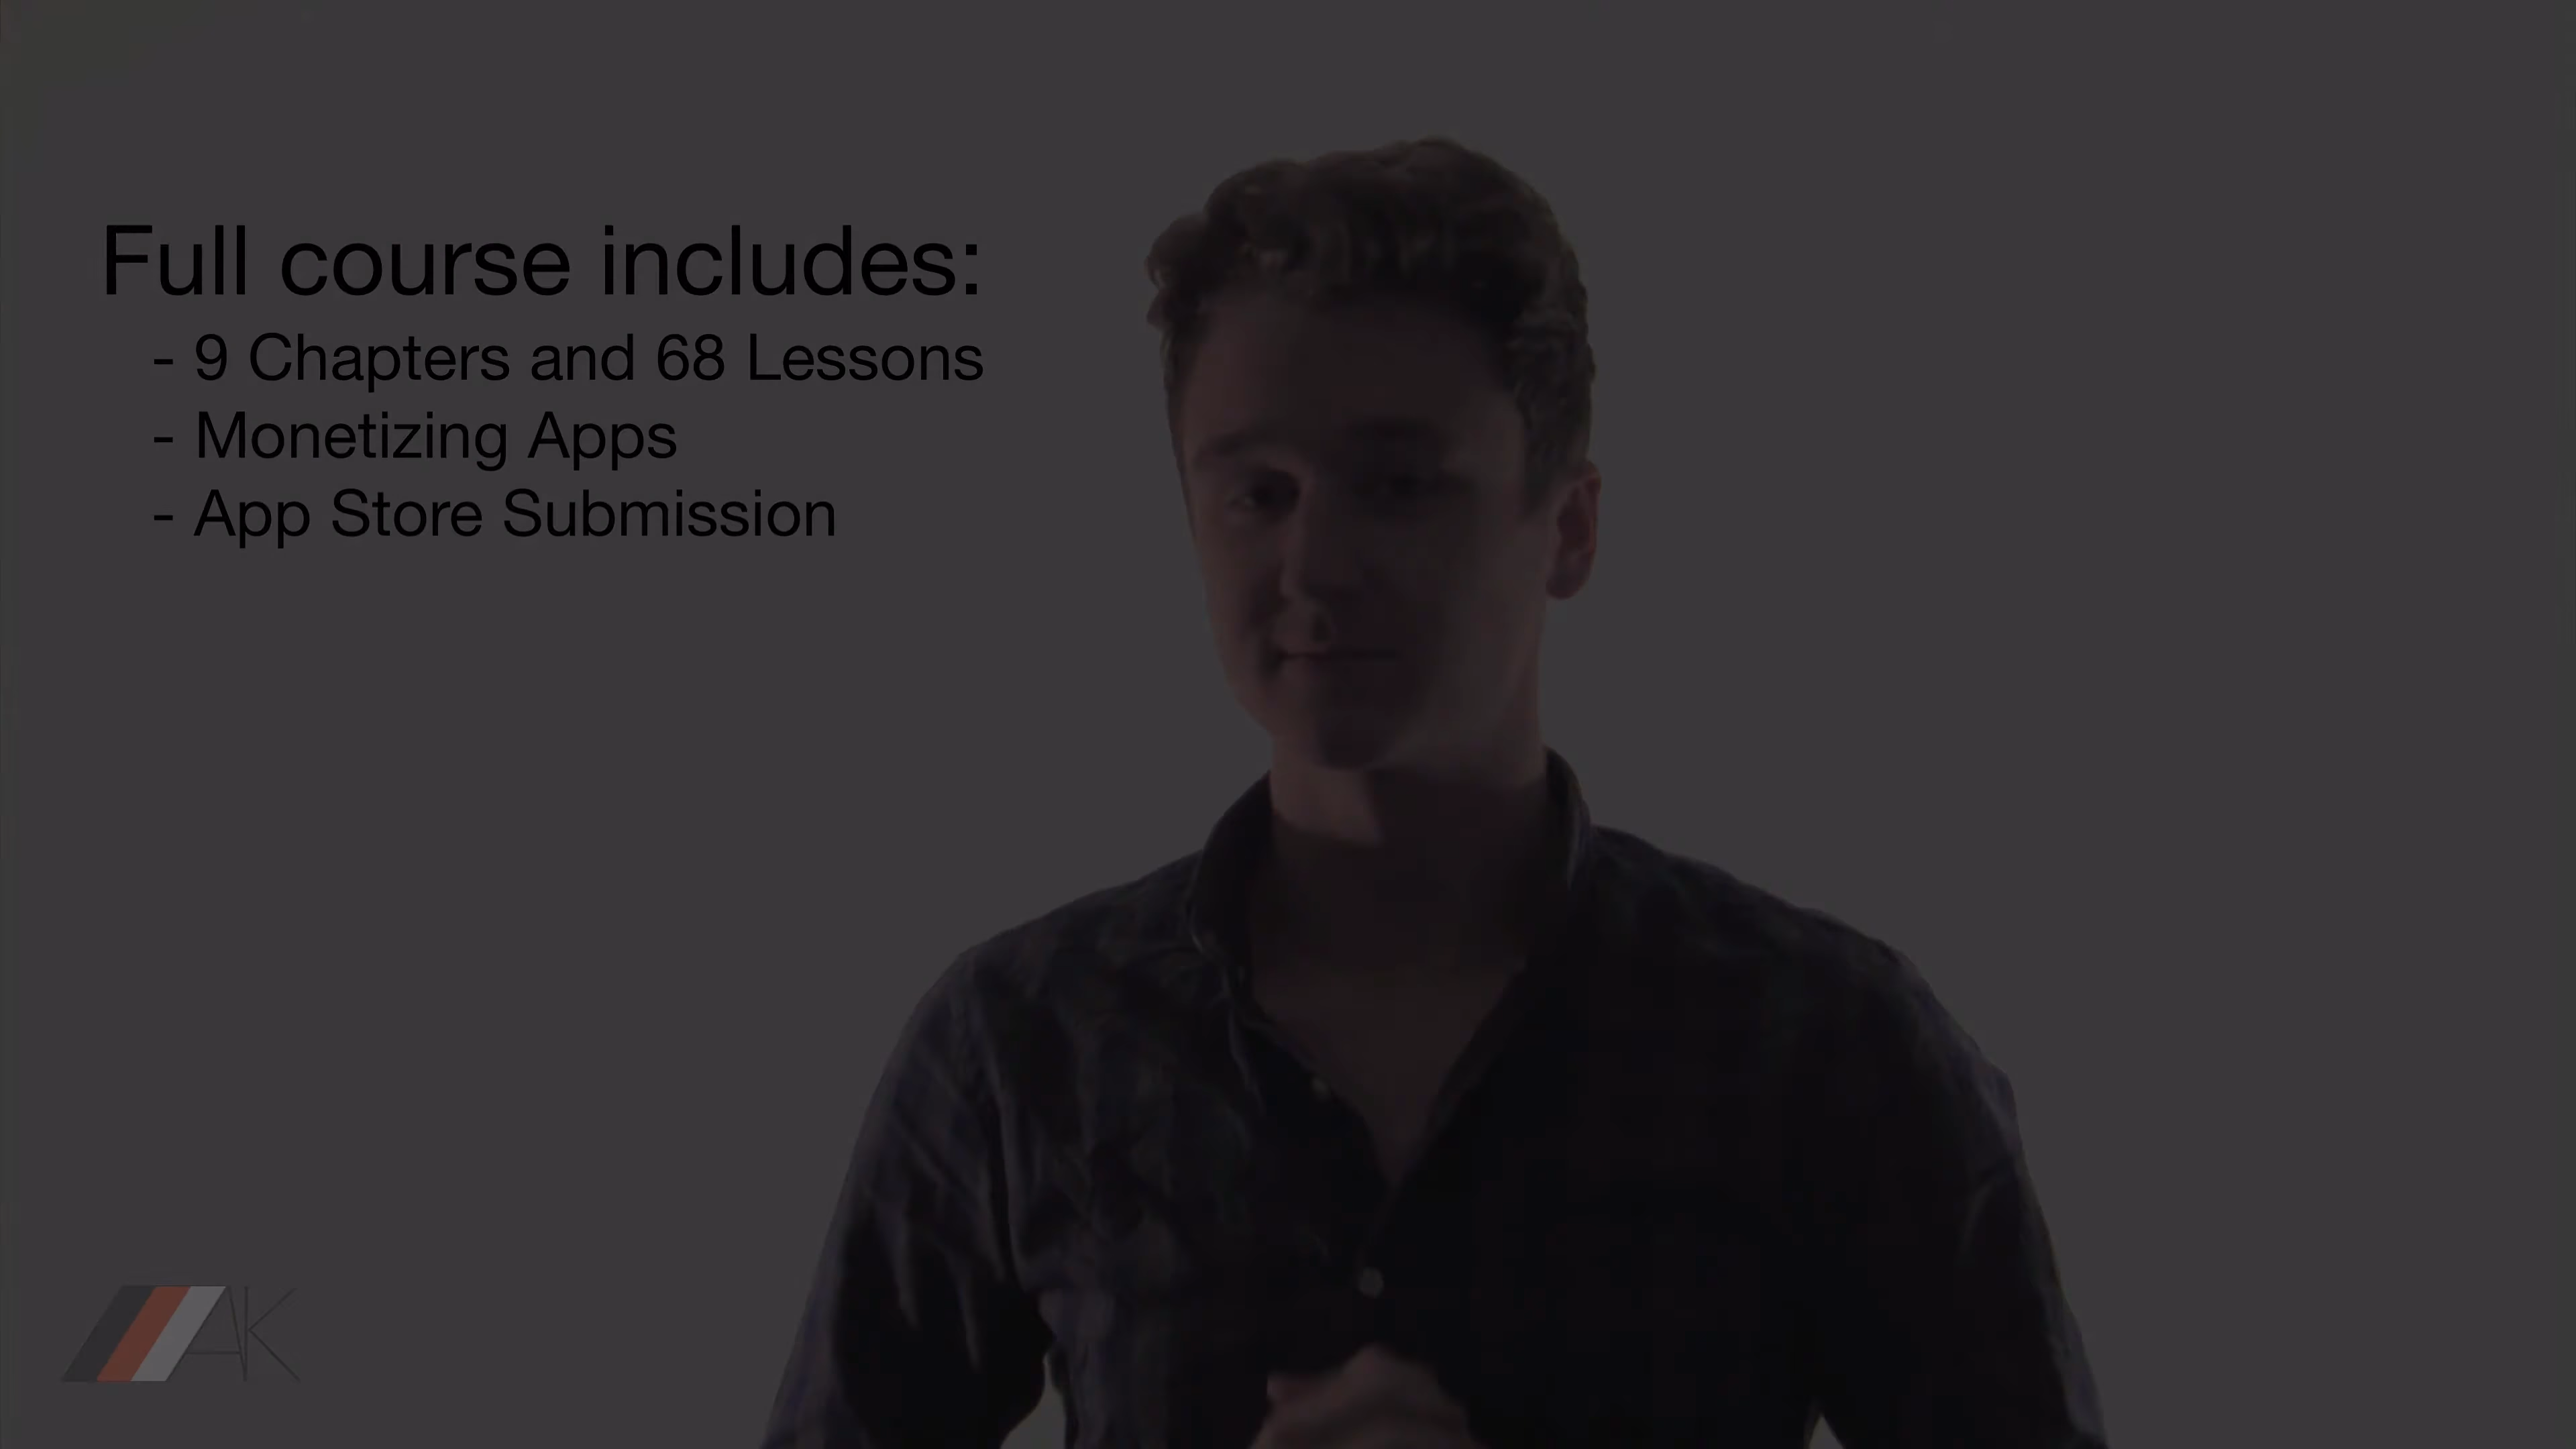 Full course includes:
- 9 Chapters and 68 Lessons
- Monetizing Apps
- App Store Submission
AK